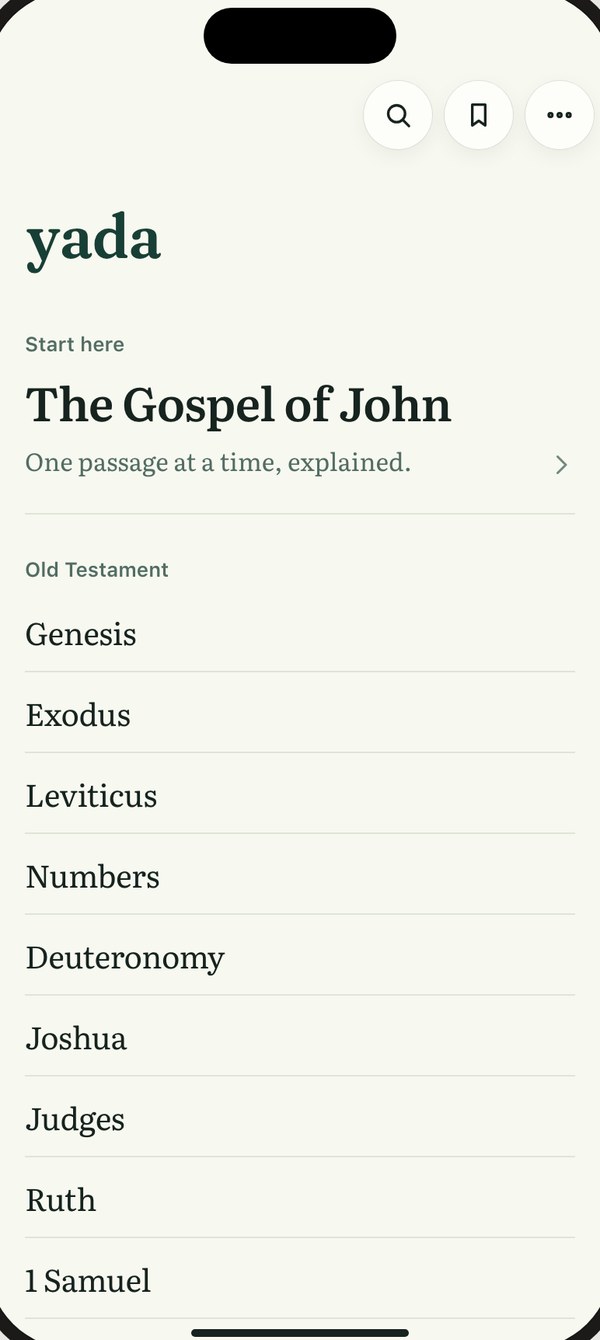 yada
Start here
The Gospel of John
One passage at a time, explained.
Old Testament
Genesis
Exodus
Leviticus
Numbers
Deuteronomy
Joshua
Judges
Ruth
1 Samuel